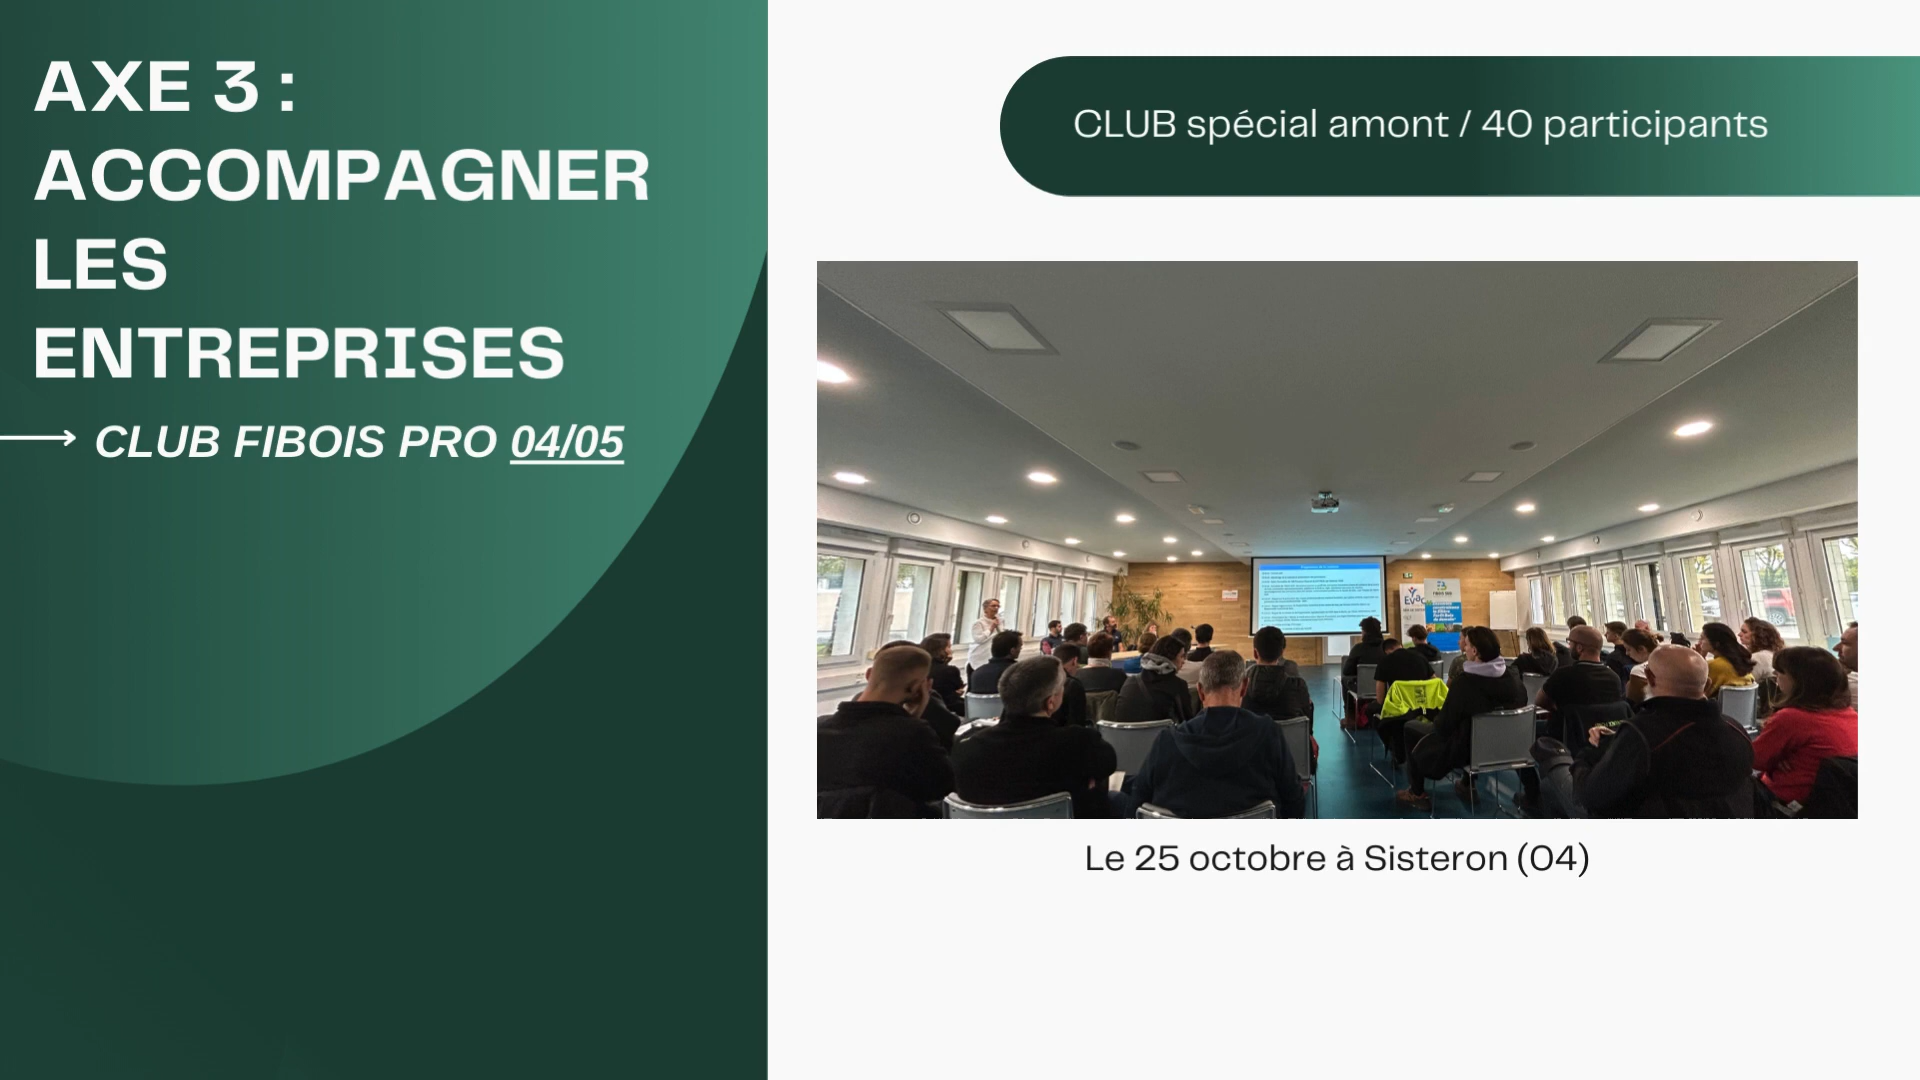 AXE 3 :
ACCOMPAGNER
LES
ENTREPRISES
CLUB FIBOIS PRO 04/05
CLUB spécial amont / 40 participants
Le 25 octobre à Sisteron (04)